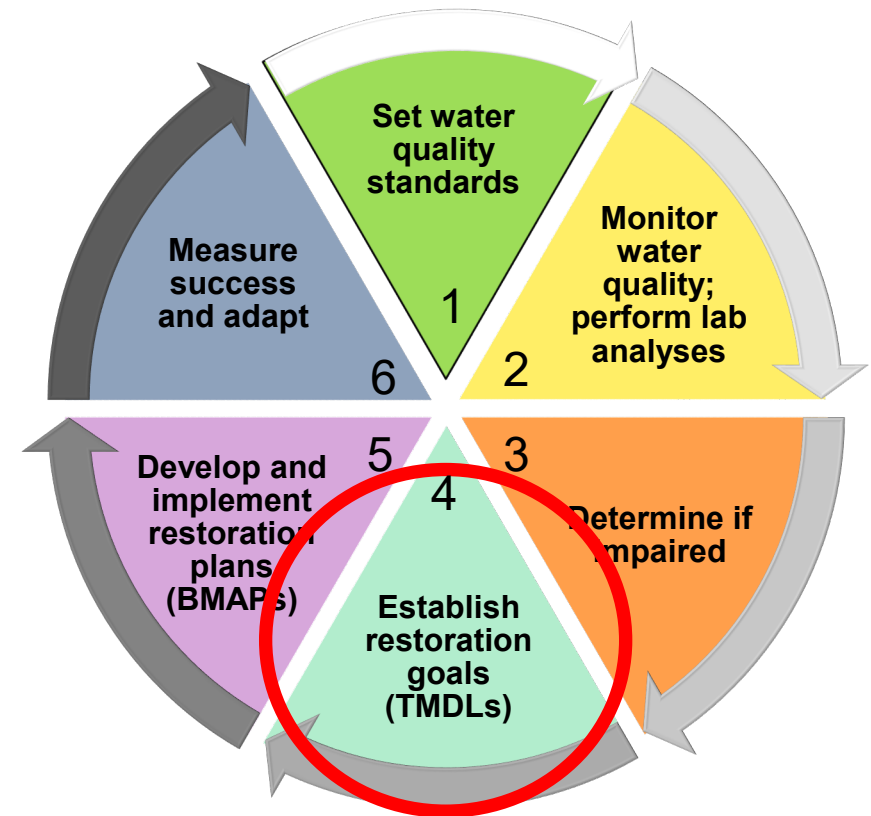 Set water
quality
standards
1
Monitor
water
quality;
perform lab
analyses
2
3
Determine if
impaired
4
Establish
restoration
goals
(TMDLs)
5
Develop and
implement
restoration
plans
(BMAPs)
Measure
success
and adapt
6